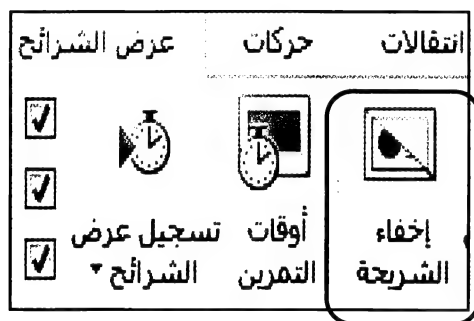 انتقالات حركات عرض الشرائح
إخفاء الشريحة
أوقات التمرين
تسجيل عرض الشرائح